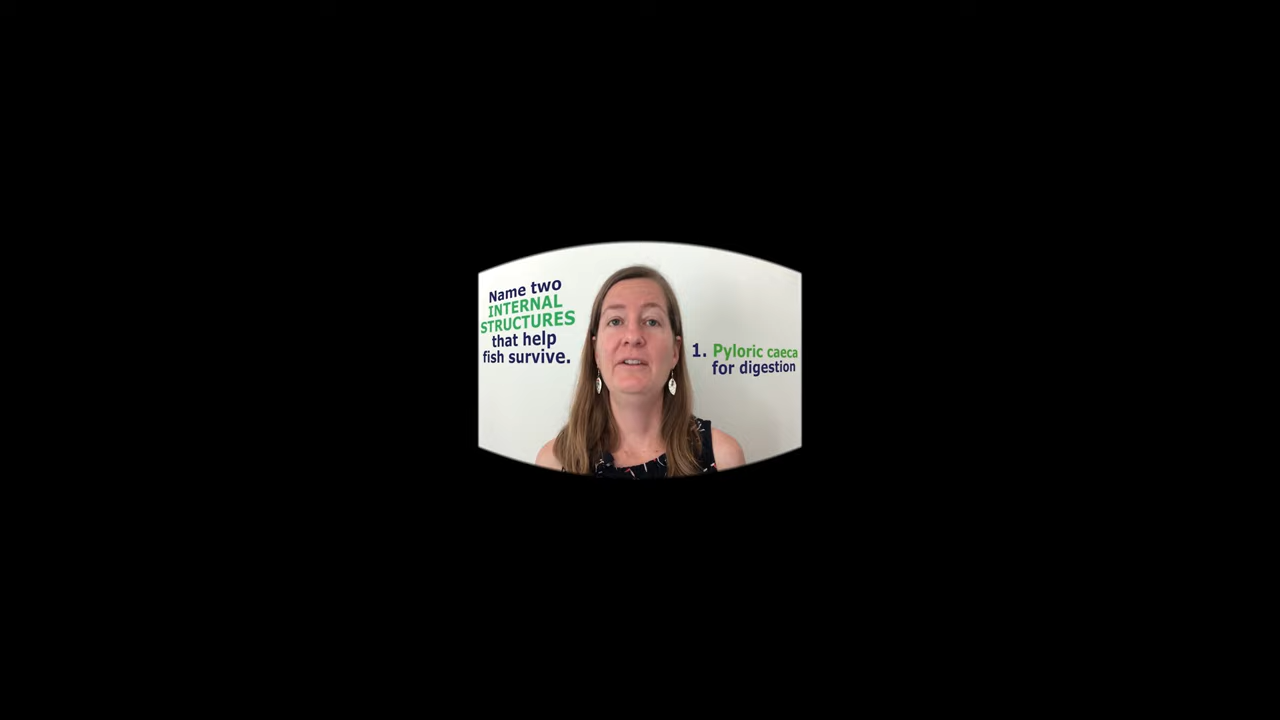 Name two
INTERNAL
STRUCTURES
that help
fish survive.
1. Pyloric caeca
for digestion